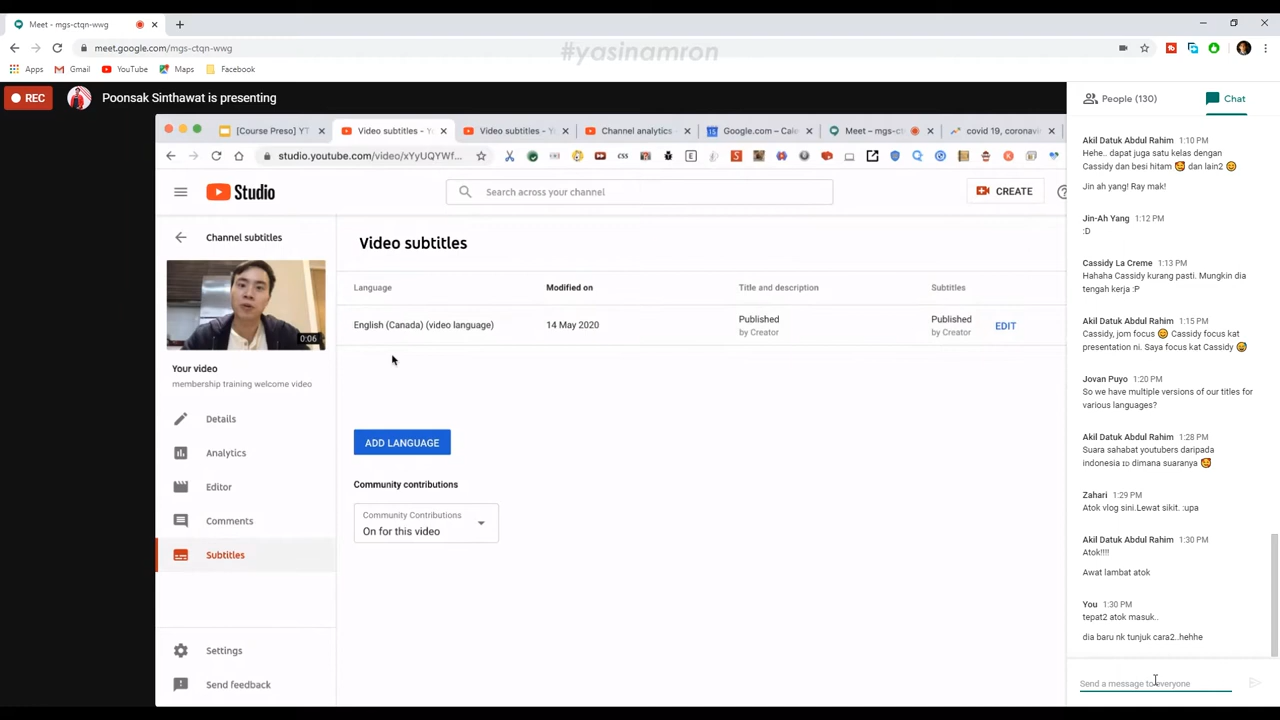 Meet - mgs-ctqn-wwg
meet.google.com/mgs-ctqn-wwg
#yasinamron
Apps Gmail YouTube Maps Facebook
REC
Poonsak Sinthawat is presenting
People (130) Chat
[Course Preso] YT
Video subtitles - Yo
Video subtitles - Yo
Channel analytics -
Google.com – Cale
Meet – mgs-ct
covid 19, coronavi
studio.youtube.com/video/xYyUQYWf...
Studio
Search across your channel
CREATE
Channel subtitles
0:06
Your video
membership training welcome video
Details
Analytics
Editor
Comments
Subtitles
Settings
Send feedback
Video subtitles
Language Modified on Title and description Subtitles
English (Canada) (video language) 14 May 2020 Published Published EDIT
by Creator by Creator
ADD LANGUAGE
Community contributions
Community Contributions
On for this video
Akil Datuk Abdul Rahim 1:10 PM
Hehe.. dapat juga satu kelas dengan
Cassidy dan besi hitam 🥰 dan lain2 😊
Jin ah yang! Ray mak!
Jin-Ah Yang 1:12 PM
:D
Cassidy La Creme 1:13 PM
Hahaha Cassidy kurang pasti. Mungkin dia
tengah kerja :P
Akil Datuk Abdul Rahim 1:15 PM
Cassidy, jom focus 😊 Cassidy focus kat
presentation ni. Saya focus kat Cassidy 😅
Jovan Puyo 1:20 PM
So we have multiple versions of our titles for
various languages?
Akil Datuk Abdul Rahim 1:28 PM
Suara sahabat youtubers daripada
indonesia 🇮🇩 dimana suaranya 🥰
Zahari 1:29 PM
Atok vlog sini.Lewat sikit. :upa
Akil Datuk Abdul Rahim 1:30 PM
Atok!!!!
Awat lambat atok
You 1:30 PM
tepat2 atok masuk..
dia baru nk tunjuk cara2..hehhe
Send a message to everyone